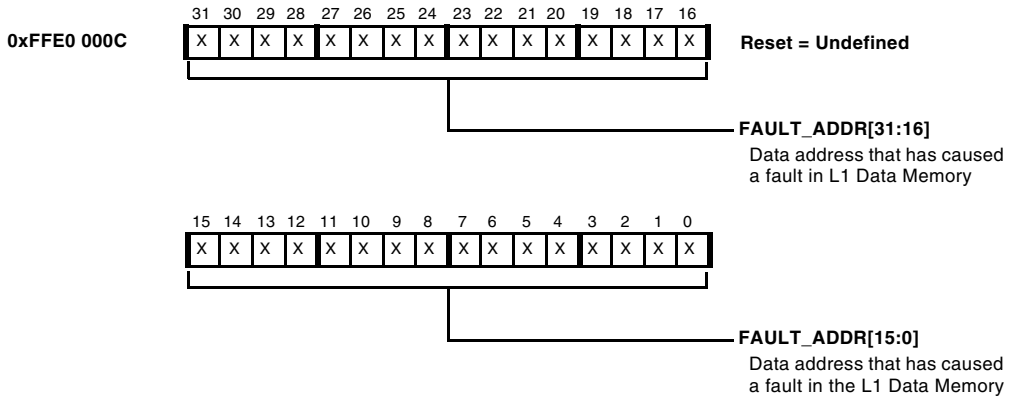 31 30 29 28 27 26 25 24 23 22 21 20 19 18 17 16
0xFFE0 000C X X X X X X X X X X X X X X X X Reset = Undefined
FAULT_ADDR[31:16]
Data address that has caused
a fault in L1 Data Memory
15 14 13 12 11 10 9 8 7 6 5 4 3 2 1 0
X X X X X X X X X X X X X X X X
FAULT_ADDR[15:0]
Data address that has caused
a fault in the L1 Data Memory